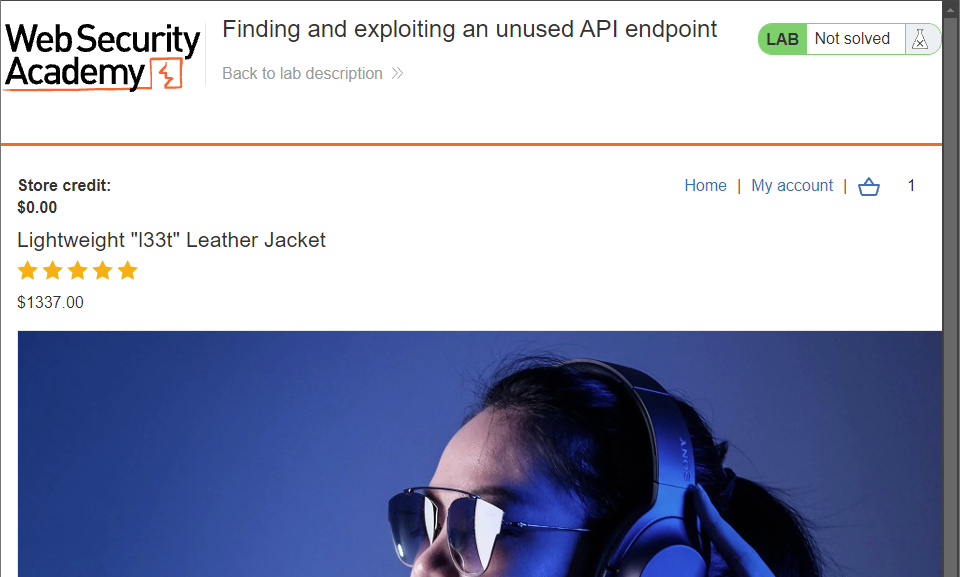 Web Security
Academy
Finding and exploiting an unused API endpoint
Back to lab description
LAB Not solved
Store credit:
$0.00
Home | My account | 1
Lightweight "l33t" Leather Jacket
$1337.00
SONY